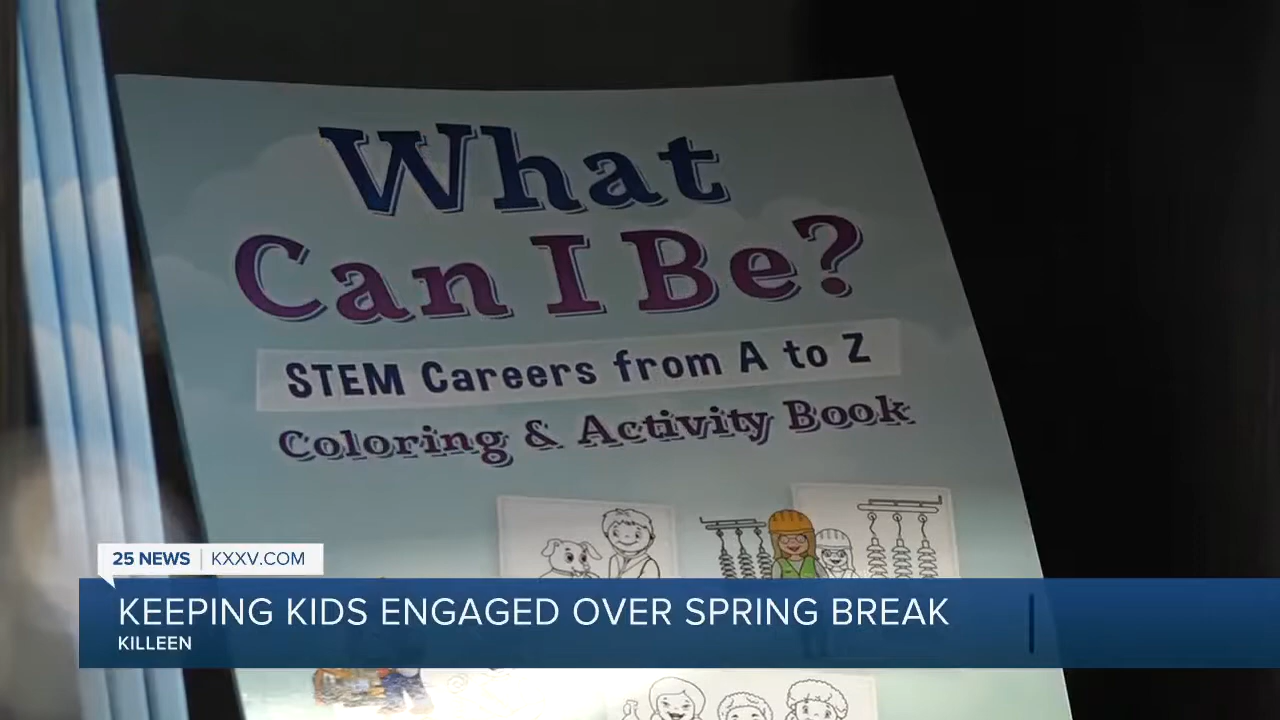 What
Can I Be?
STEM Careers from A to Z
Coloring & Activity Book
25 NEWS | KXXV.COM
KEEPING KIDS ENGAGED OVER SPRING BREAK
KILLEEN